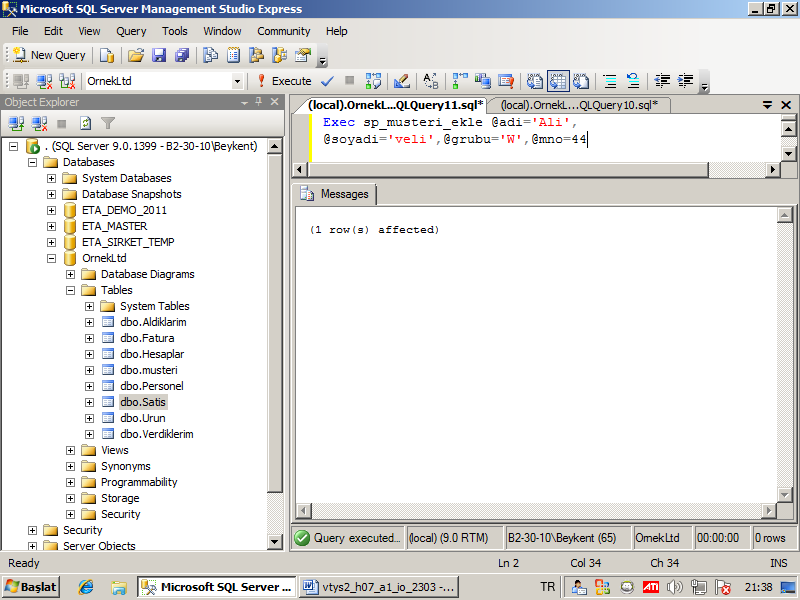 Microsoft SQL Server Management Studio Express
File Edit View Query Tools Window Community Help
New Query
OrnekLtd Execute
Object Explorer
(local).OrnekL...QLQuery11.sql* (local).OrnekL...QLQuery10.sql*
Exec sp_musteri_ekle @adi='Ali',
@soyadi='veli',@grubu='W',@mno=44
. (SQL Server 9.0.1399 - B2-30-10\Beykent)
Databases
System Databases
Database Snapshots
ETA_DEMO_2011
ETA_MASTER
ETA_SIRKET_TEMP
OrnekLtd
Database Diagrams
Tables
System Tables
dbo.Aldiklarim
dbo.Fatura
dbo.Hesaplar
dbo.musteri
dbo.Personel
dbo.Satis
dbo.Urun
dbo.Verdiklerim
Views
Synonyms
Programmability
Storage
Security
Security
Server Objects
Messages
(1 row(s) affected)
Query executed... (local) (9.0 RTM) B2-30-10\Beykent (65) OrnekLtd 00:00:00 0 rows
Ready Ln 2 Col 34 Ch 34 INS
Başlat Microsoft SQL Server ... vtys2_h07_a1_io_2303 -... TR ATI 21:38